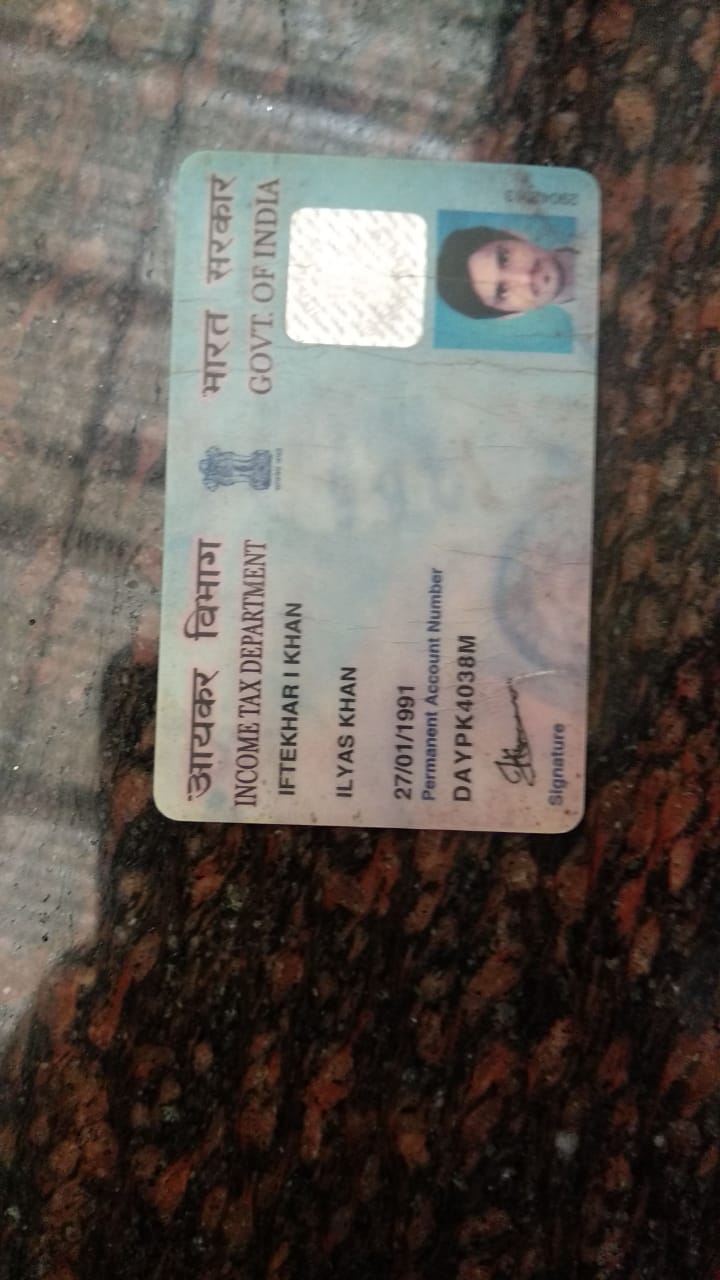 आयकर विभाग
INCOME TAX DEPARTMENT
भारत सरकार
GOVT. OF INDIA
IFTEKHAR I KHAN
ILYAS KHAN
27/01/1991
Permanent Account Number
DAYPK4038M
Signature